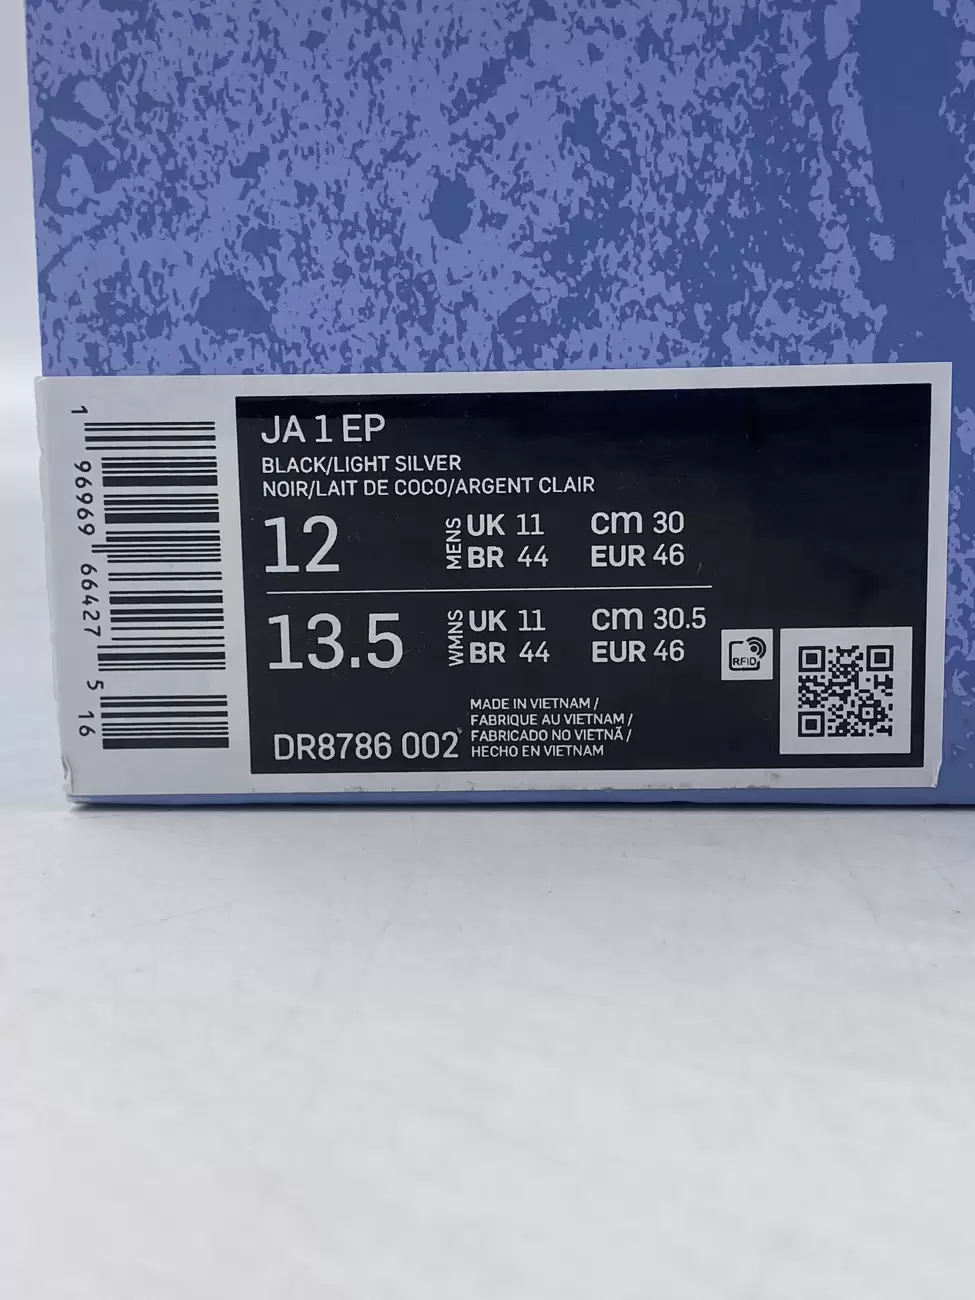 JA 1 EP
BLACK/LIGHT SILVER
NOIR/LAIT DE COCO/ARGENT CLAIR
12
MENS
UK 11 cm 30
BR 44 EUR 46
13.5
WMNS
UK 11 cm 30.5
BR 44 EUR 46
RFID
DR8786 002
MADE IN VIETNAM /
FABRIQUE AU VIETNAM /
FABRICADO NO VIETNÃ /
HECHO EN VIETNAM
1 96969 66427 5 16